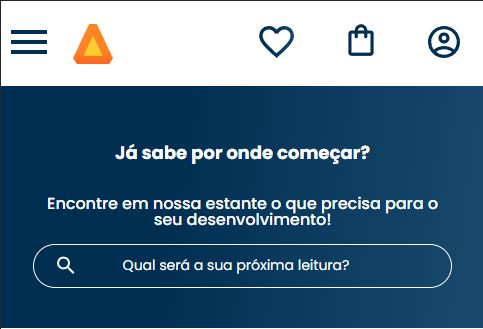 Já sabe por onde começar?
Encontre em nossa estante o que precisa para o
seu desenvolvimento!
Qual será a sua próxima leitura?